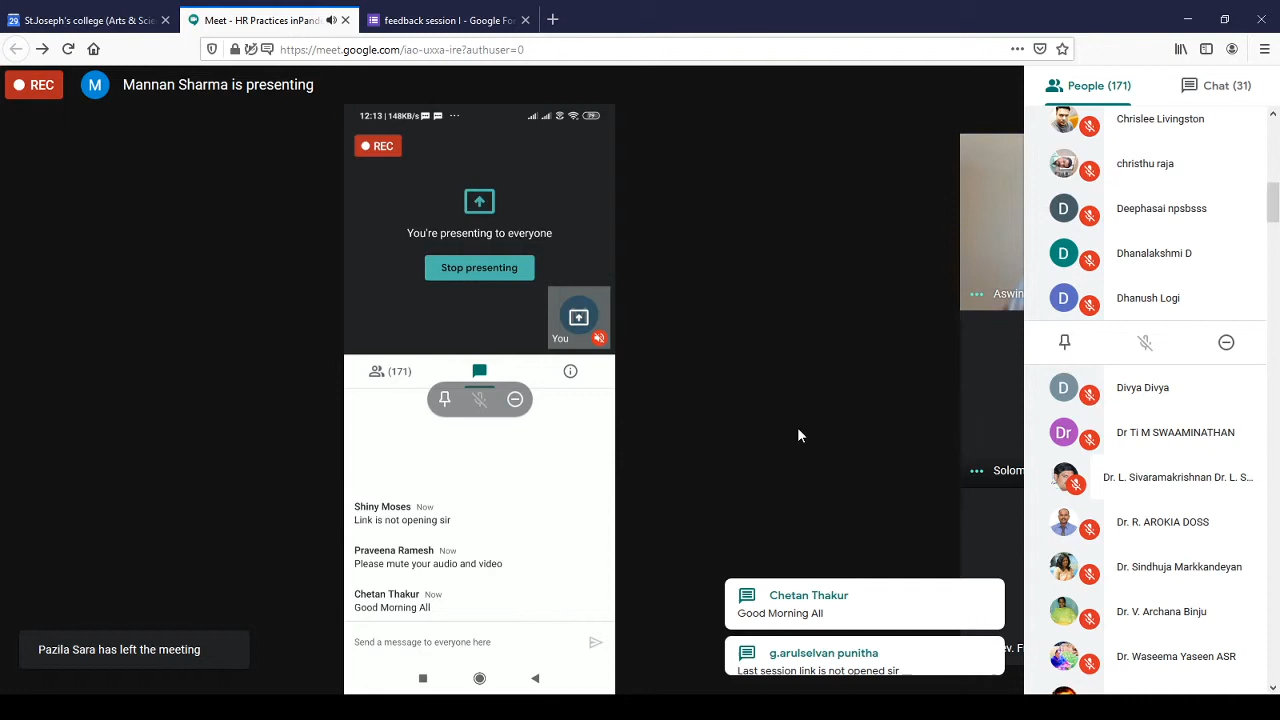 St.Joseph's college (Arts & Scie
Meet - HR Practices inPand
feedback session I - Google For
https://meet.google.com/iao-uxxa-ire?authuser=0
REC
M
Mannan Sharma is presenting
People (171)
Chat (31)
12:13 | 148KB/s
REC
You're presenting to everyone
Stop presenting
You
(171)
Shiny Moses Now
Link is not opening sir
Praveena Ramesh Now
Please mute your audio and video
Chetan Thakur Now
Good Morning All
Send a message to everyone here
Pazila Sara has left the meeting
Aswin
Solom
ev. F
Chetan Thakur
Good Morning All
g.arulselvan punitha
Last session link is not opened sir
Chrislee Livingston
christhu raja
D
Deephasai npsbsss
D
Dhanalakshmi D
D
Dhanush Logi
D
Divya Divya
Dr
Dr Ti M SWAAMINATHAN
Dr. L. Sivaramakrishnan Dr. L. S...
Dr. R. AROKIA DOSS
Dr. Sindhuja Markkandeyan
Dr. V. Archana Binju
Dr. Waseema Yaseen ASR